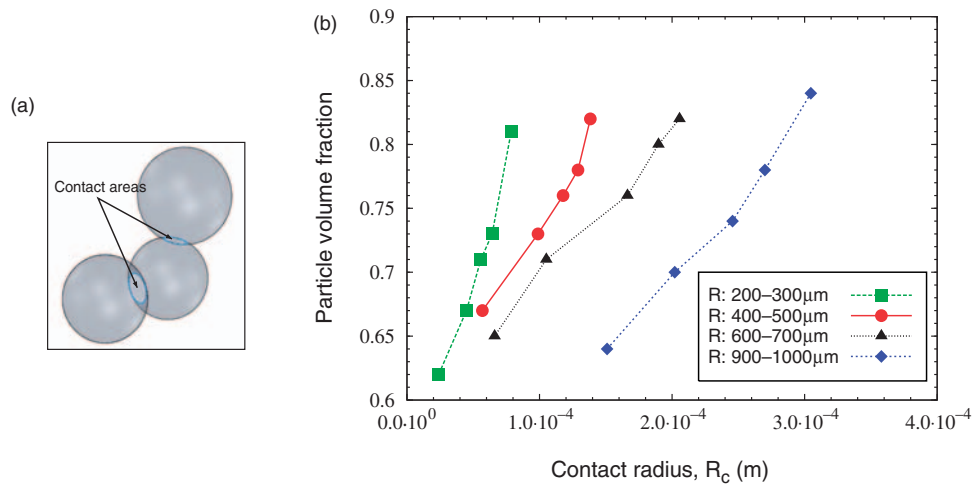 (a)
Contact areas
(b)
Particle volume fraction
0.9
0.85
0.8
0.75
0.7
0.65
0.6
R: 200–300μm
R: 400–500μm
R: 600–700μm
R: 900–1000μm
0.0·10⁰ 1.0·10⁻⁴ 2.0·10⁻⁴ 3.0·10⁻⁴ 4.0·10⁻⁴
Contact radius, R_c (m)